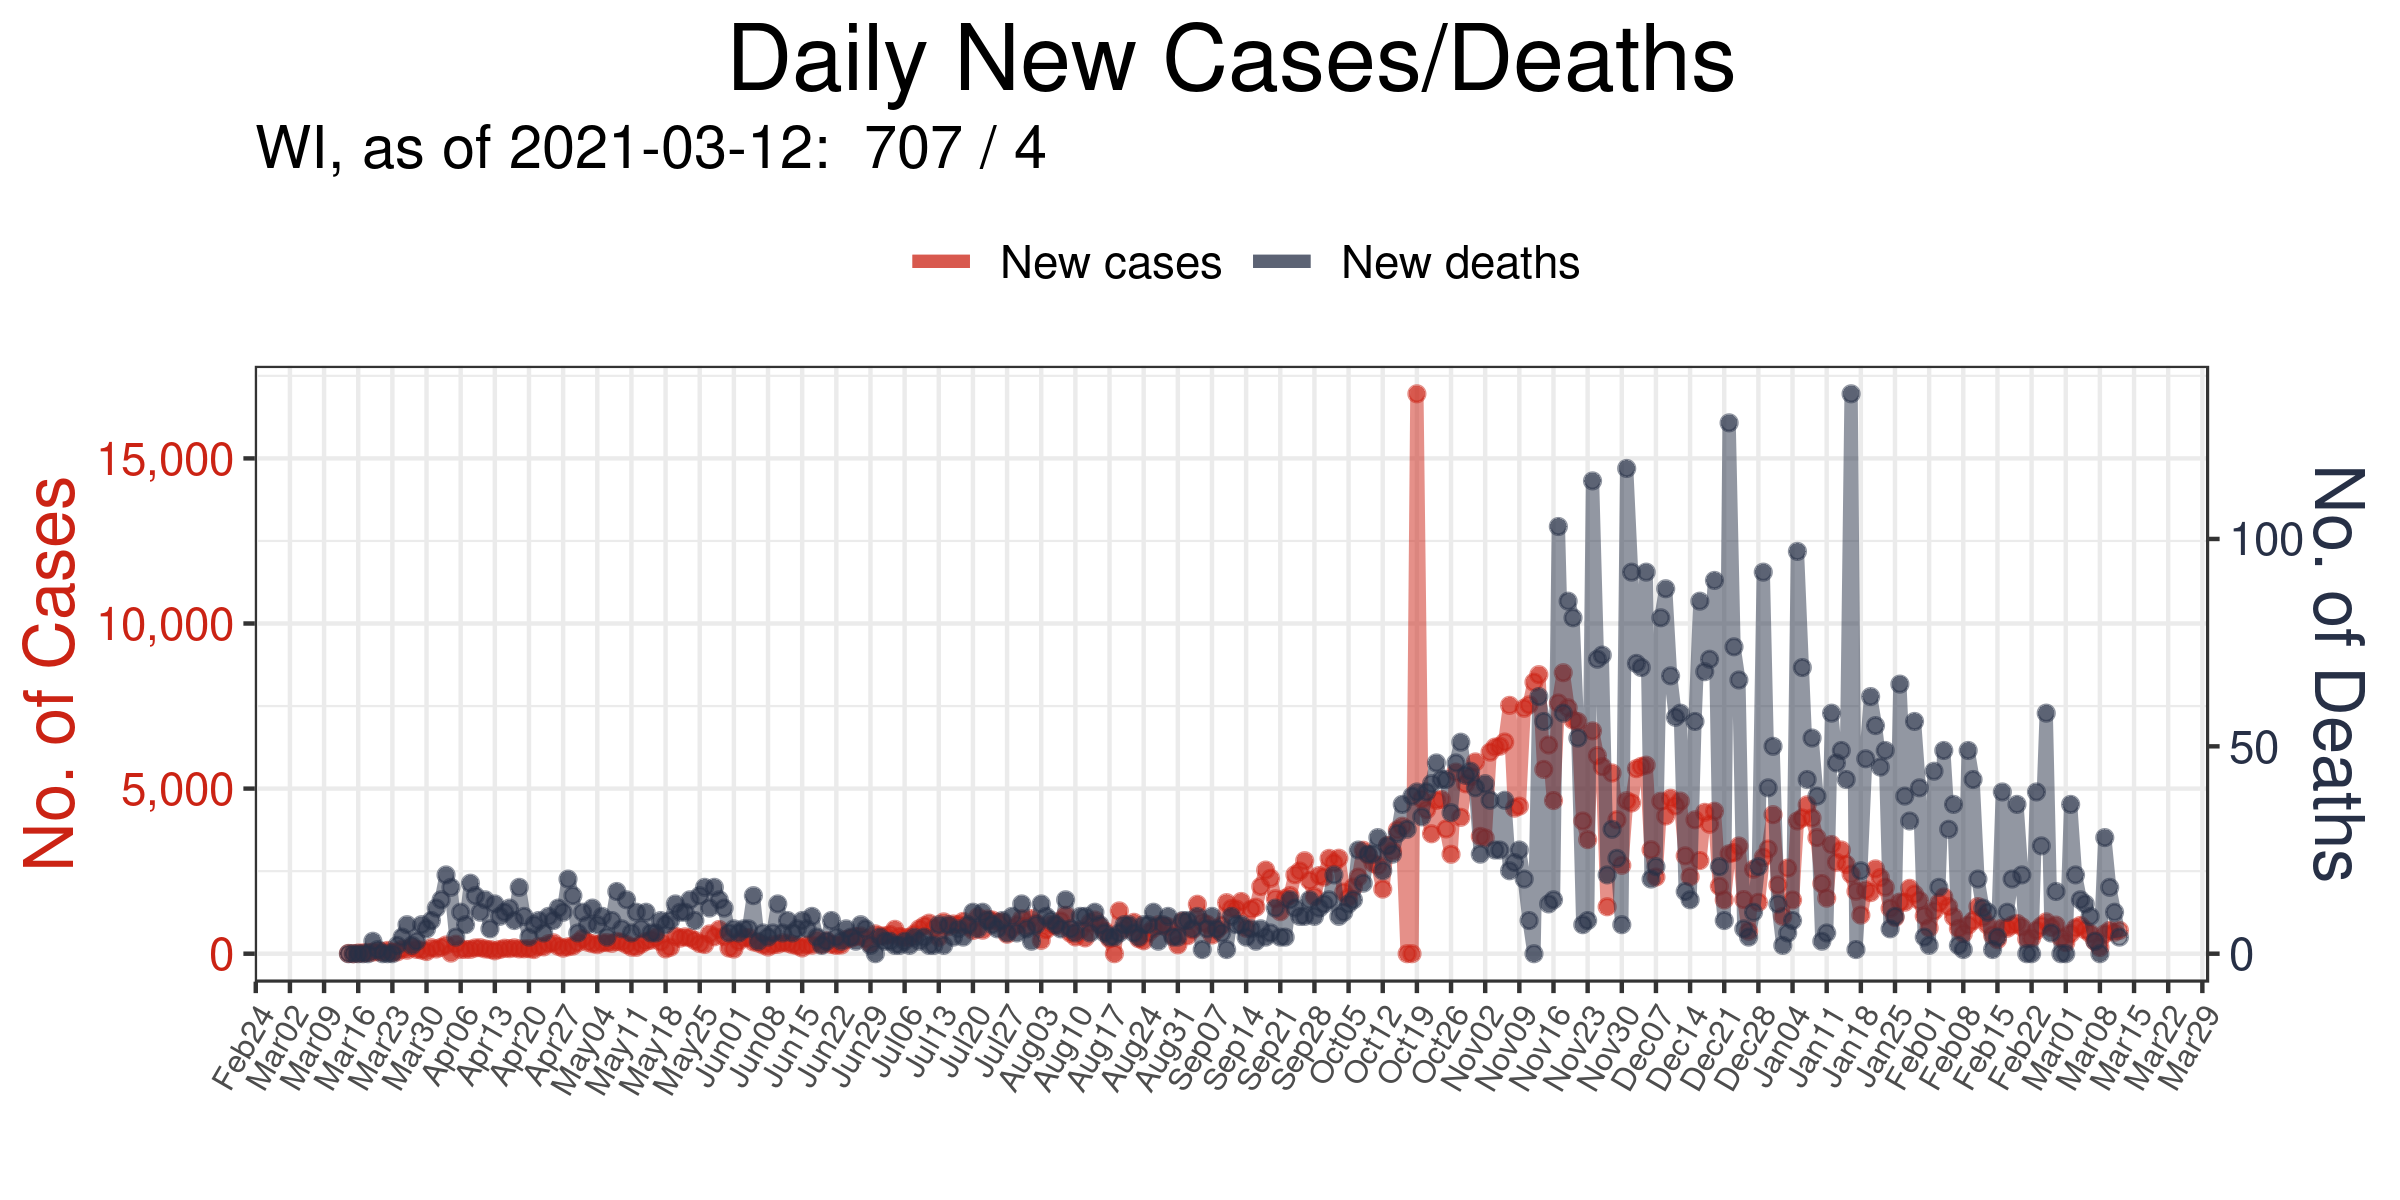 Daily New Cases/Deaths
WI, as of 2021-03-12:  707 / 4
New cases
New deaths
No. of Cases
15,000
10,000
5,000
0
100
50
0
No. of Deaths
Feb24
Mar02
Mar09
Mar16
Mar23
Mar30
Apr06
Apr13
Apr20
Apr27
May04
May11
May18
May25
Jun01
Jun08
Jun15
Jun22
Jun29
Jul06
Jul13
Jul20
Jul27
Aug03
Aug10
Aug17
Aug24
Aug31
Sep07
Sep14
Sep21
Sep28
Oct05
Oct12
Oct19
Oct26
Nov02
Nov09
Nov16
Nov23
Nov30
Dec07
Dec14
Dec21
Dec28
Jan04
Jan11
Jan18
Jan25
Feb01
Feb08
Feb15
Feb22
Mar01
Mar08
Mar15
Mar22
Mar29